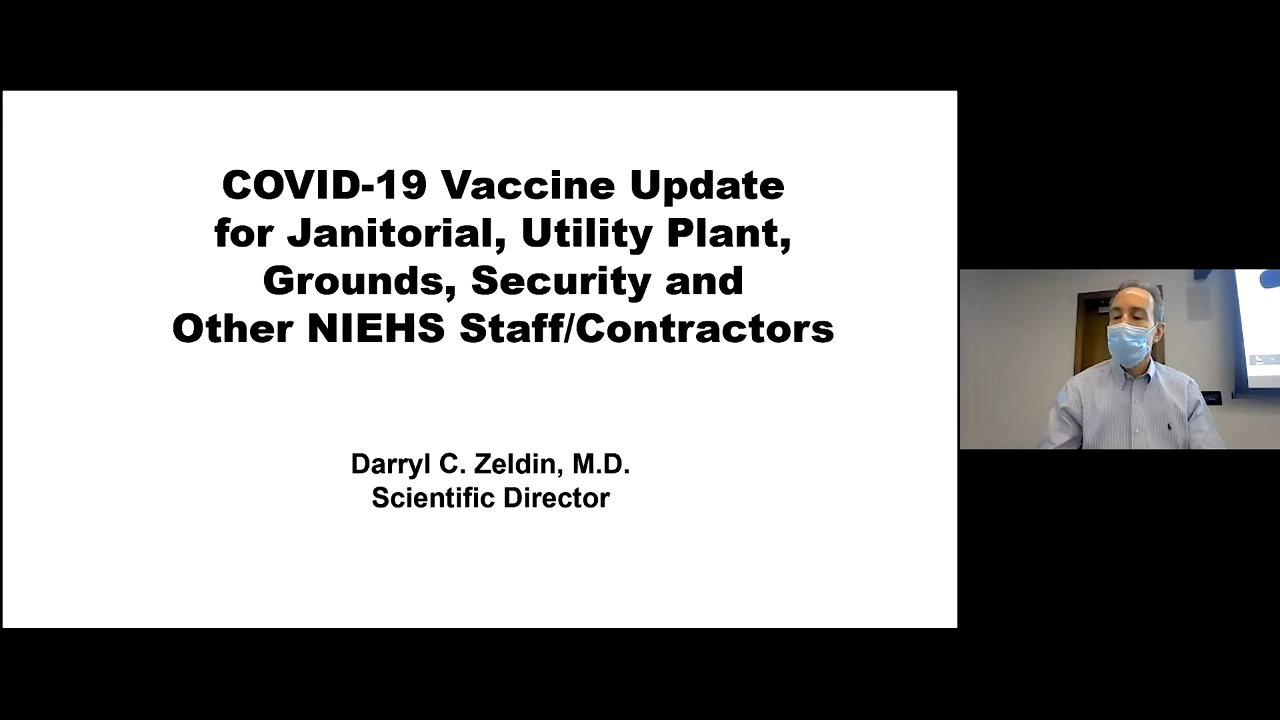 COVID-19 Vaccine Update
for Janitorial, Utility Plant,
Grounds, Security and
Other NIEHS Staff/Contractors
Darryl C. Zeldin, M.D.
Scientific Director